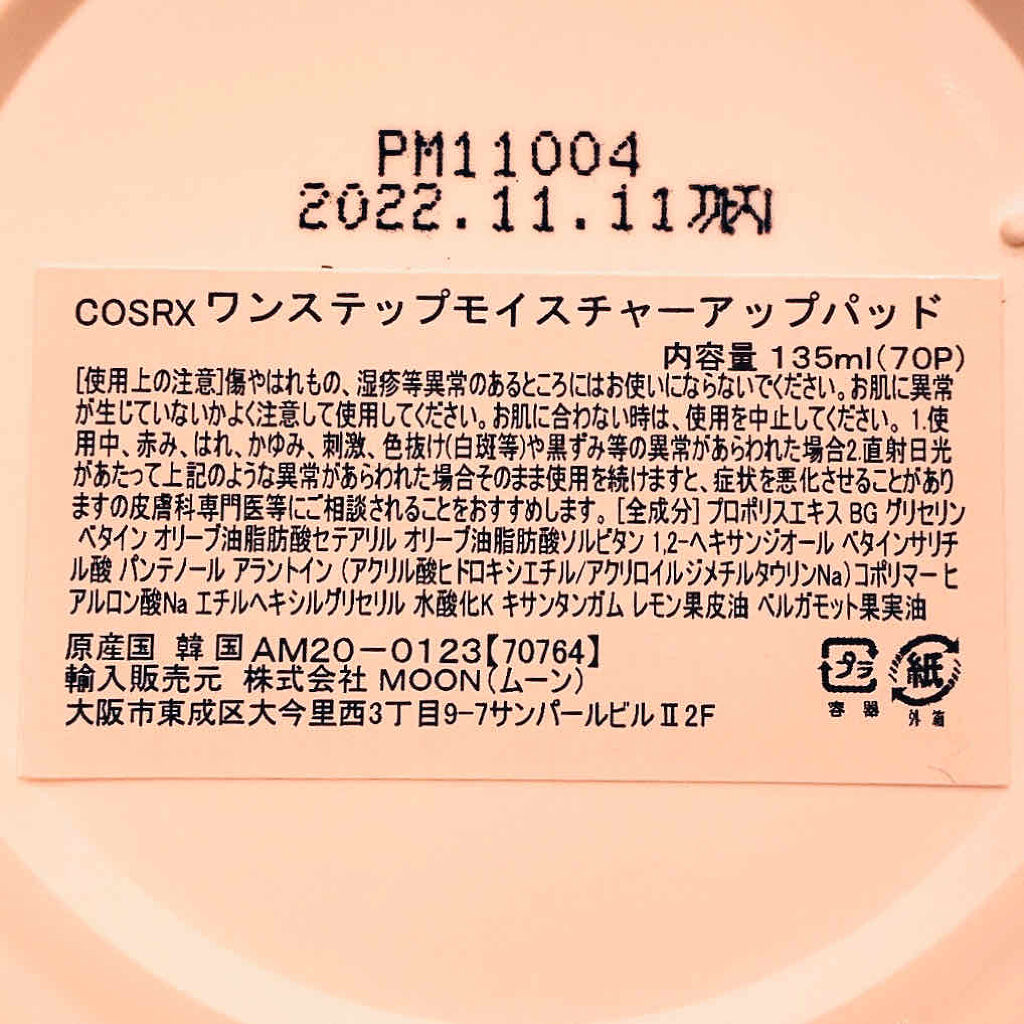 PM11004
2022.11.11까지
COSRX ワンステップモイスチャーアップパッド
内容量 135ml(70P)
[使用上の注意]傷やはれもの、湿疹等異常のあるところにはお使いにならないでください。お肌に異常
が生じていないかよく注意して使用してください。お肌に合わない時は、使用を中止してください。1.使
用中、赤み、はれ、かゆみ、刺激、色抜け(白斑等)や黒ずみ等の異常があらわれた場合2.直射日光
があたって上記のような異常があらわれた場合そのまま使用を続けますと、症状を悪化させることがあり
ますの皮膚科専門医等にご相談されることをおすすめします。[全成分] プロポリスエキス BG グリセリン
ベタイン オリーブ油脂肪酸セテアリル オリーブ油脂肪酸ソルビタン 1,2-ヘキサンジオール ベタインサリチ
ル酸 パンテノール アラントイン (アクリル酸ヒドロキシエチル/アクリロイルジメチルタウリンNa)コポリマー ヒ
アルロン酸Na エチルヘキシルグリセリル 水酸化K キサンタンガム レモン果皮油 ベルガモット果実油
原産国 韓国 AM20-0123【70764】
輸入販売元 株式会社 MOON(ムーン)
大阪市東成区大今里西3丁目9-7サンパールビルⅡ2F
プラ
容器
紙
外箱